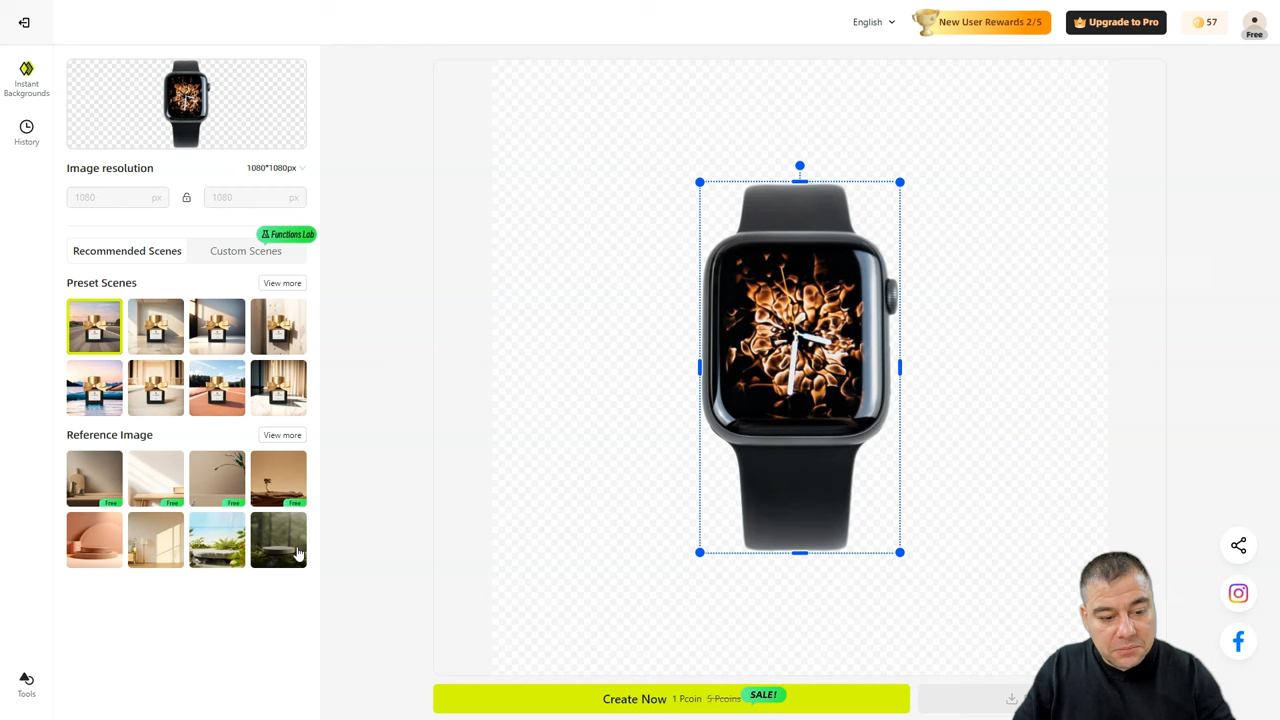 English
New User Rewards 2/5
Upgrade to Pro
57
Free
Instant
Backgrounds
History
Image resolution
1080*1080px
1080 px
1080 px
Functions Lab
Recommended Scenes
Custom Scenes
Preset Scenes
View more
Reference Image
View more
Free
Free
Free
Free
Tools
Create Now 1 Pcoin 5 Pcoins SALE!